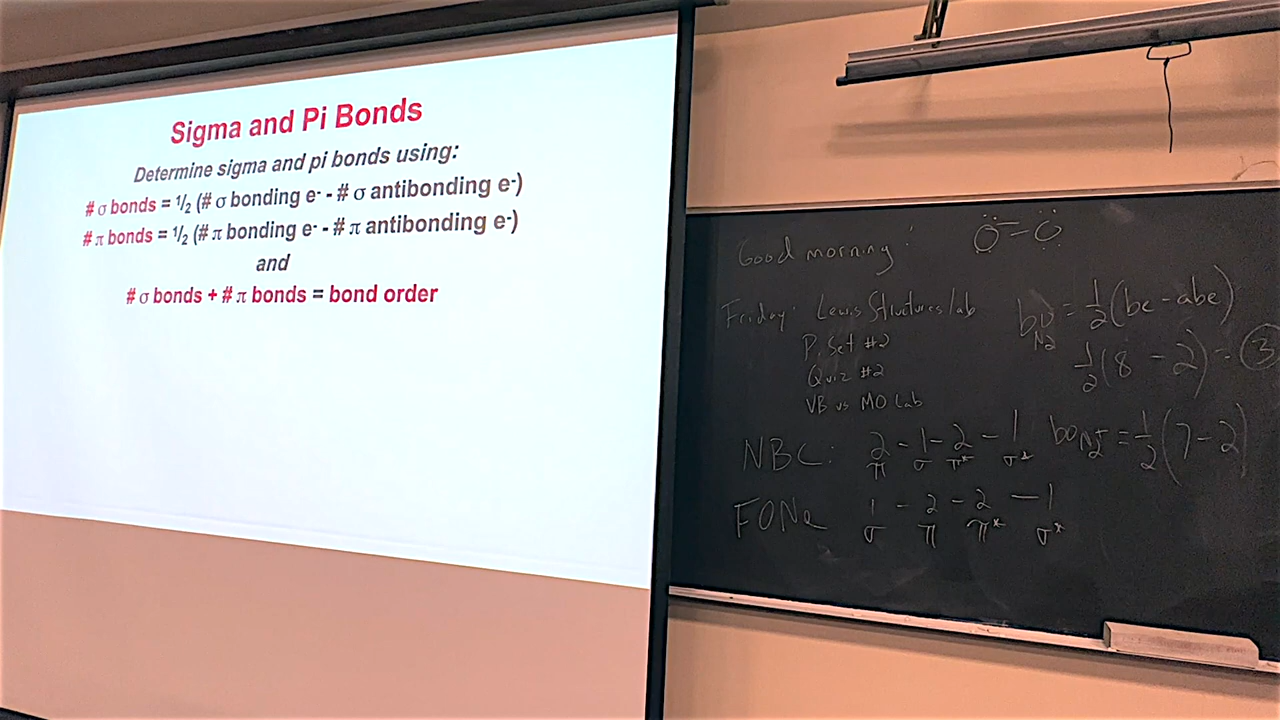 Sigma and Pi Bonds
Determine sigma and pi bonds using:
# σ bonds = 1/2 (# σ bonding e- - # σ antibonding e-)
# π bonds = 1/2 (# π bonding e- - # π antibonding e-)
and
# σ bonds + # π bonds = bond order
Good morning!
Ö=Ö
Friday: Lewis Structures lab
P. Set #2
Quiz #2
VB vs MO Lab
bo N2 = 1/2 (be - abe)
1/2 (8 - 2) = 3
NBC: 2 - 1 - 2 - 1
π σ π* σ*
bo N2+ = 1/2 (7 - 2)
FONe 1 - 2 - 2 - 1
σ π π* σ*